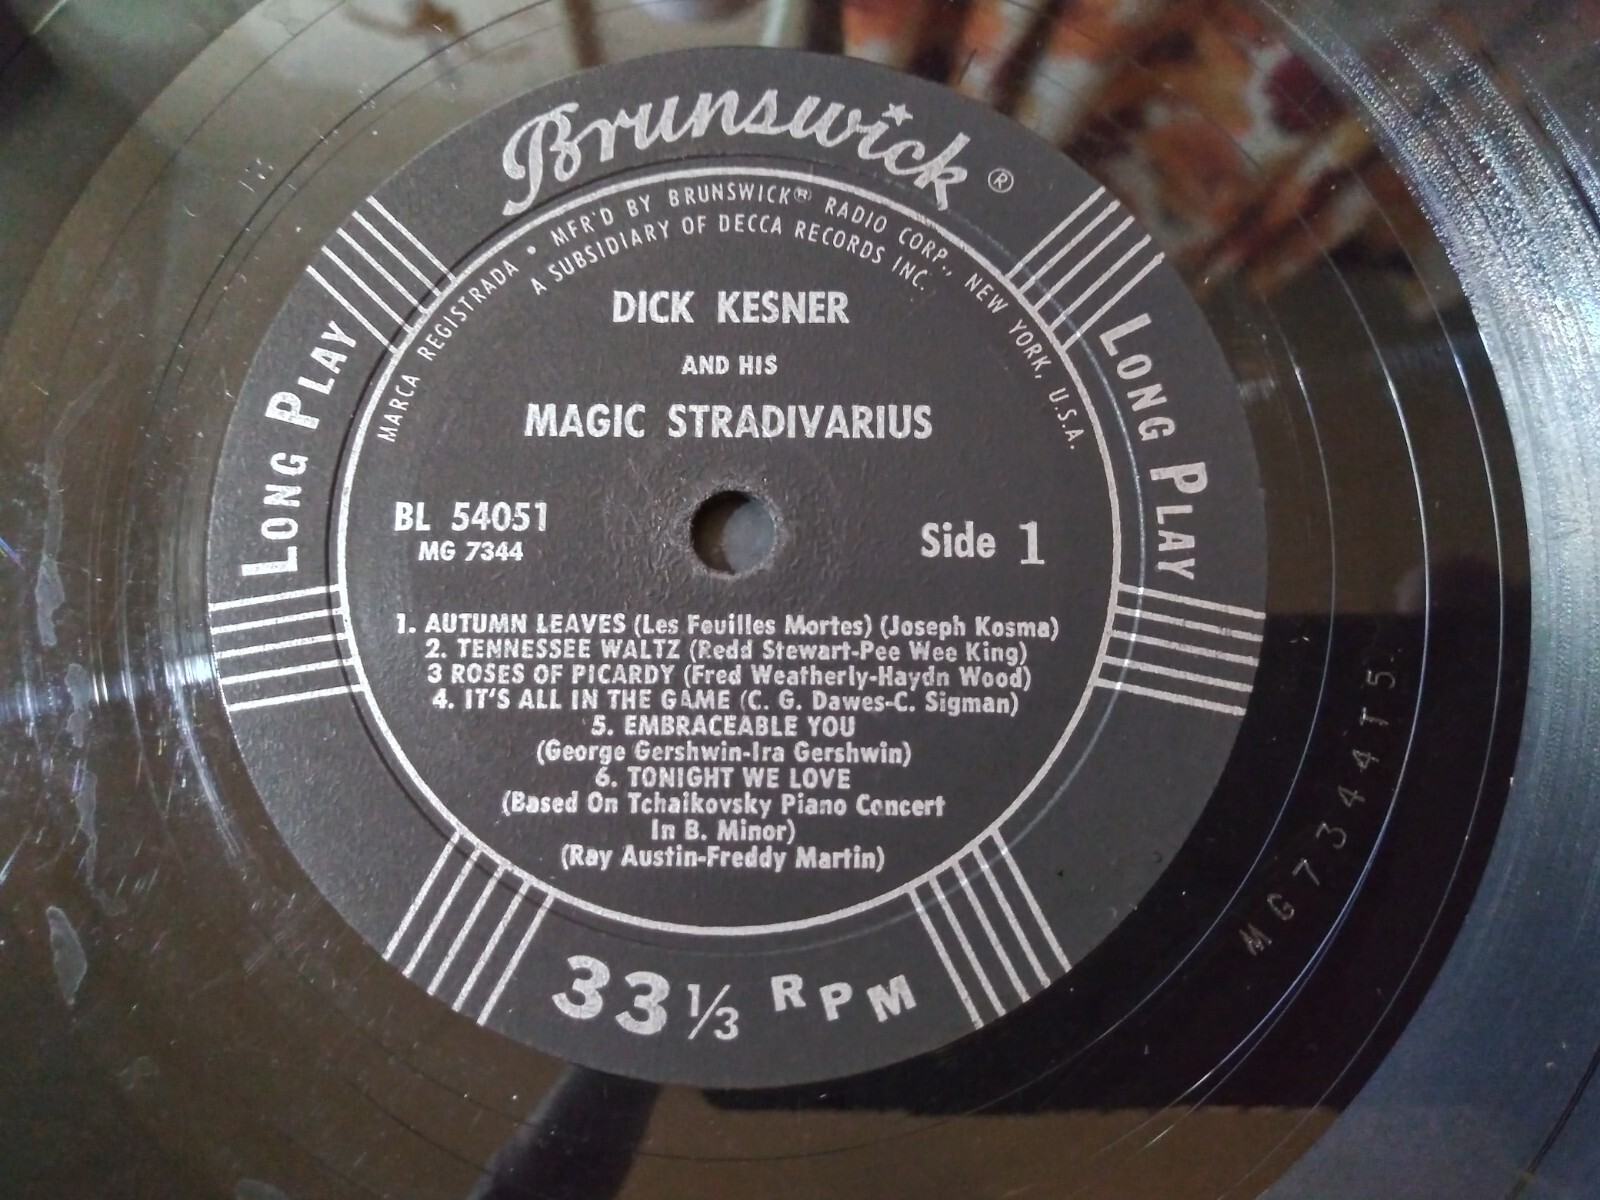 Brunswick ®
MARCA REGISTRADA • MFR'D BY BRUNSWICK® RADIO CORP., NEW YORK, U.S.A.
A SUBSIDIARY OF DECCA RECORDS INC.
DICK KESNER
AND HIS
MAGIC STRADIVARIUS
LONG PLAY
LONG PLAY
BL 54051
MG 7344
Side 1
1. AUTUMN LEAVES (Les Feuilles Mortes) (Joseph Kosma)
2. TENNESSEE WALTZ (Redd Stewart-Pee Wee King)
3 ROSES OF PICARDY (Fred Weatherly-Haydn Wood)
4. IT'S ALL IN THE GAME (C. G. Dawes-C. Sigman)
5. EMBRACEABLE YOU
(George Gershwin-Ira Gershwin)
6. TONIGHT WE LOVE
(Based On Tchaikovsky Piano Concert
In B. Minor)
(Ray Austin-Freddy Martin)
33 1/3 RPM
MG 7344 T5